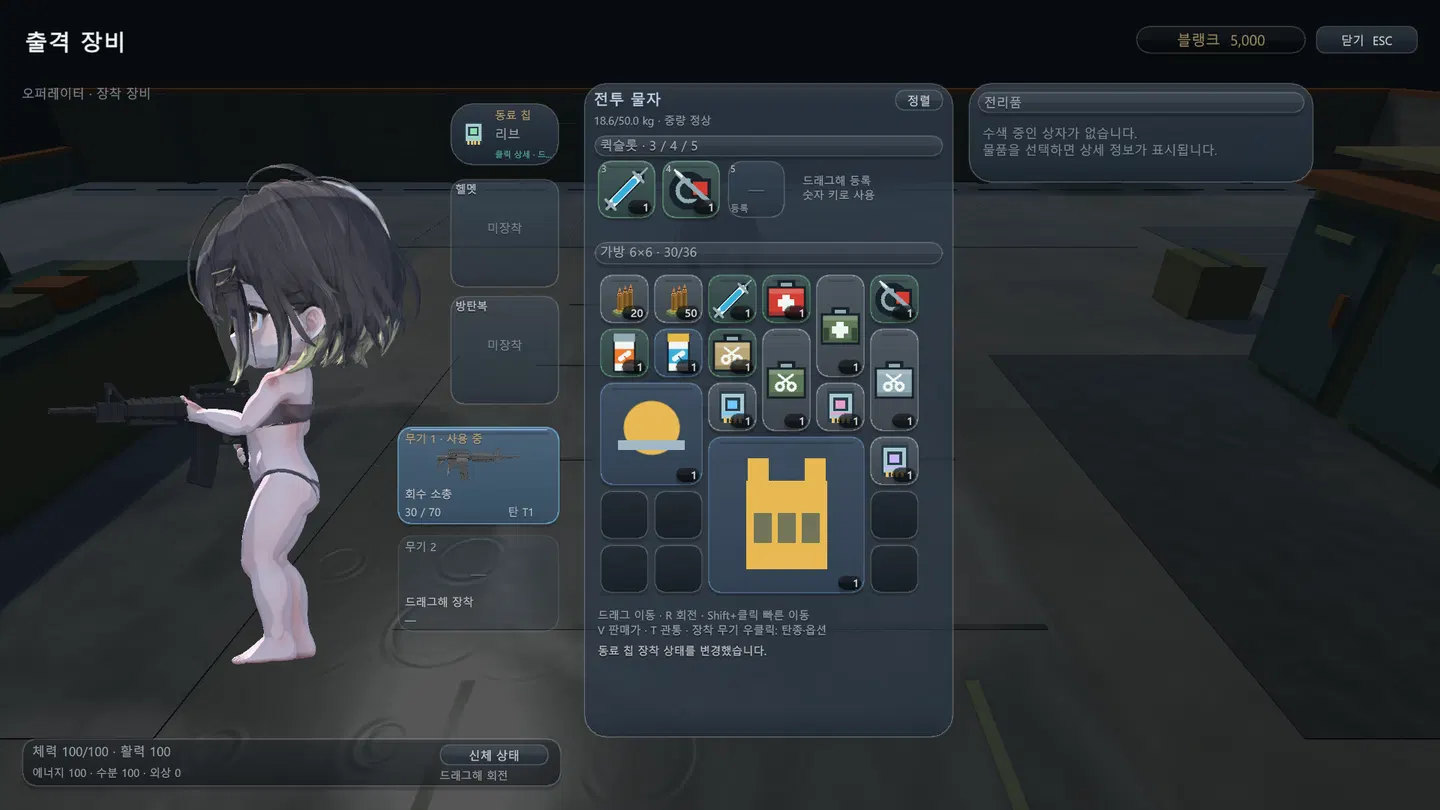 출격 장비
블랭크 5,000
닫기 ESC
오퍼레이터 · 장착 장비
동료 칩
리브
클릭 상세 · 드...
헬멧
미장착
방탄복
미장착
무기 1 · 사용 중
회수 소총
30 / 70
탄 T1
무기 2
—
드래그해 장착
—
전투 물자
정렬
18.6/50.0 kg · 중량 정상
퀵슬롯 · 3 / 4 / 5
3
1
4
1
5
—
등록
드래그해 등록
숫자 키로 사용
가방 6×6 · 30/36
20
50
1
1
1
1
1
1
1
1
1
1
1
1
1
1
드래그 이동 · R 회전 · Shift+클릭 빠른 이동
V 판매가 · T 관통 · 장착 무기 우클릭: 탄종·옵션
동료 칩 장착 상태를 변경했습니다.
전리품
수색 중인 상자가 없습니다.
물품을 선택하면 상세 정보가 표시됩니다.
체력 100/100 · 활력 100
에너지 100 · 수분 100 · 외상 0
신체 상태
드래그해 회전